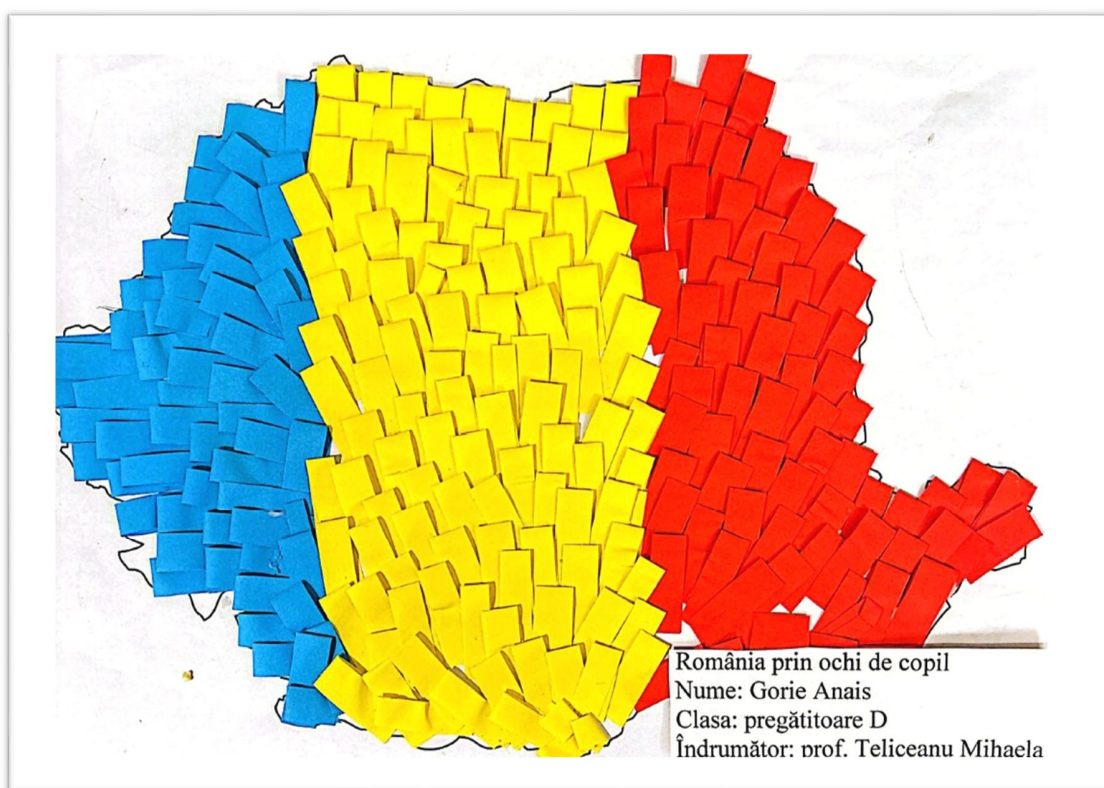 România prin ochi de copil
Nume: Gorie Anais
Clasa: pregătitoare D
Îndrumător: prof. Teliceanu Mihaela